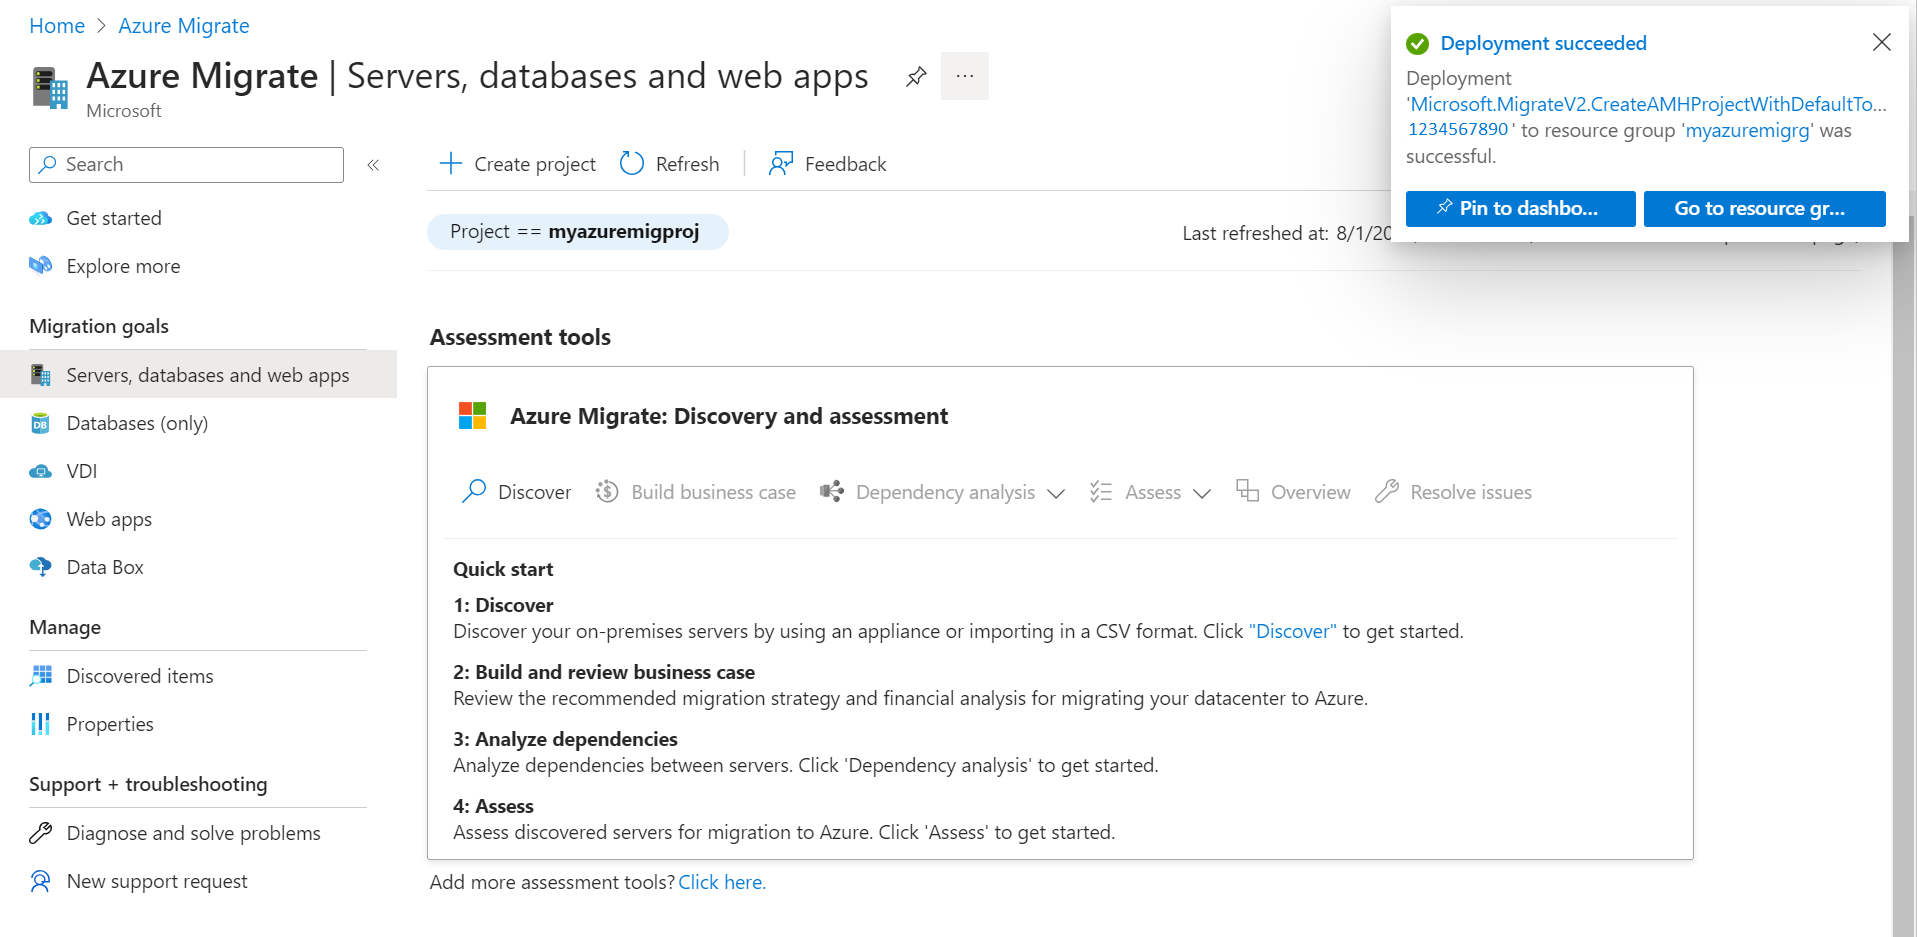 Home > Azure Migrate
Azure Migrate | Servers, databases and web apps
...
Microsoft
Deployment succeeded
Deployment
'Microsoft.MigrateV2.CreateAMHProjectWithDefaultTo...
1234567890' to resource group 'myazuremigrg' was
successful.
Pin to dashbo...
Go to resource gr...
Search
«
Get started
Explore more
Migration goals
Servers, databases and web apps
Databases (only)
VDI
Web apps
Data Box
Manage
Discovered items
Properties
Support + troubleshooting
Diagnose and solve problems
New support request
Create project
Refresh
Feedback
Project == myazuremigproj
Last refreshed at: 8/1/20
Assessment tools
Azure Migrate: Discovery and assessment
Discover
Build business case
Dependency analysis
Assess
Overview
Resolve issues
Quick start
1: Discover
Discover your on-premises servers by using an appliance or importing in a CSV format. Click "Discover" to get started.
2: Build and review business case
Review the recommended migration strategy and financial analysis for migrating your datacenter to Azure.
3: Analyze dependencies
Analyze dependencies between servers. Click 'Dependency analysis' to get started.
4: Assess
Assess discovered servers for migration to Azure. Click 'Assess' to get started.
Add more assessment tools? Click here.